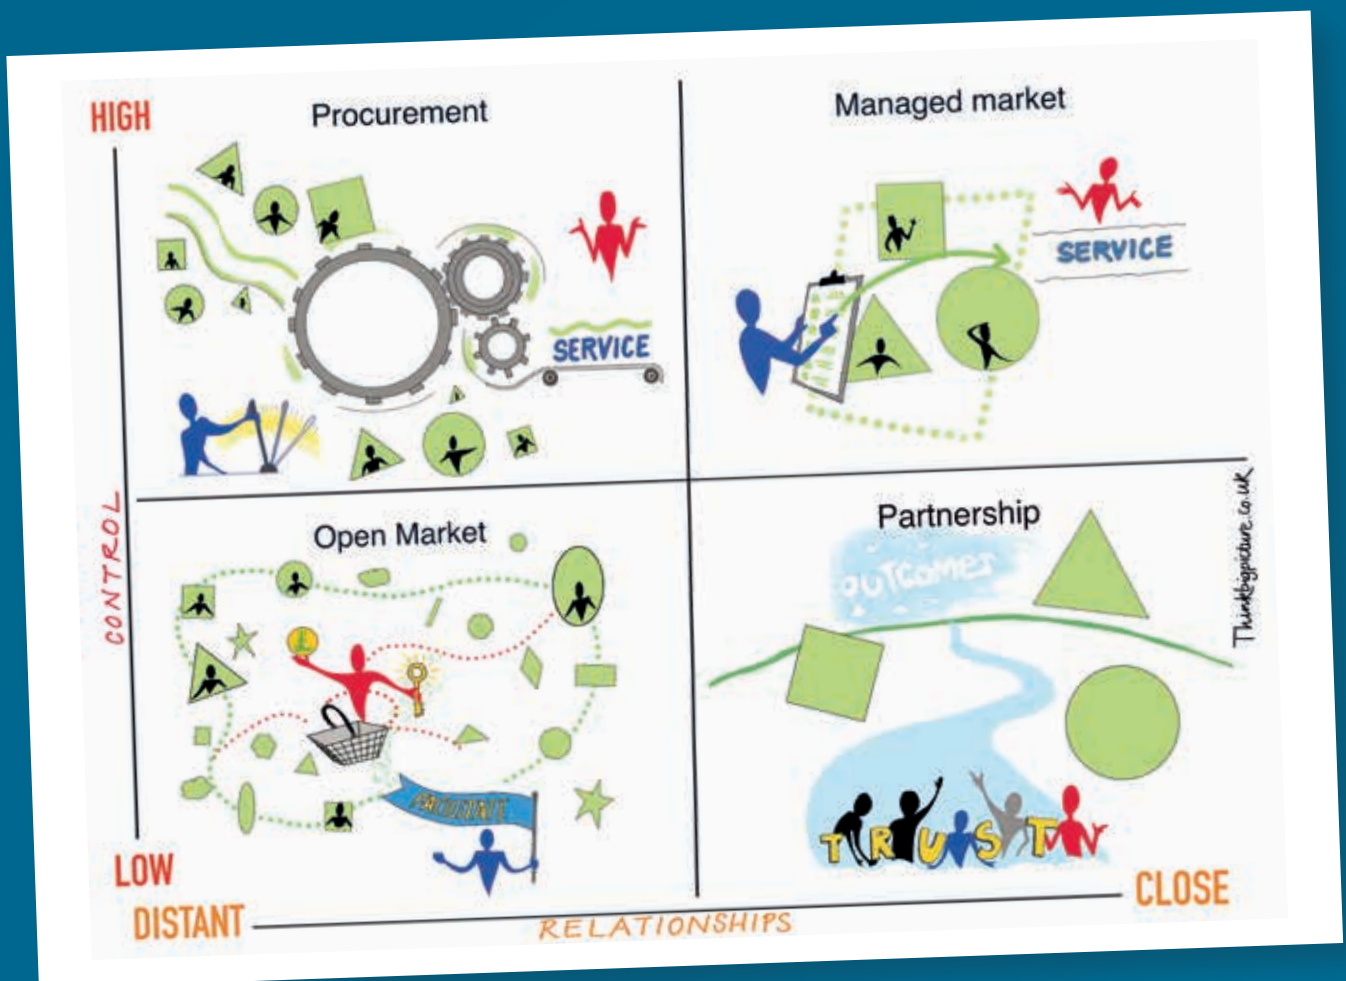 HIGH
Procurement
Managed market
SERVICE
SERVICE
CONTROL
Open Market
Partnership
OUTCOMES
£
FACILITATE
TRUST
Thinkbigpicture.co.uk
LOW
DISTANT
RELATIONSHIPS
CLOSE